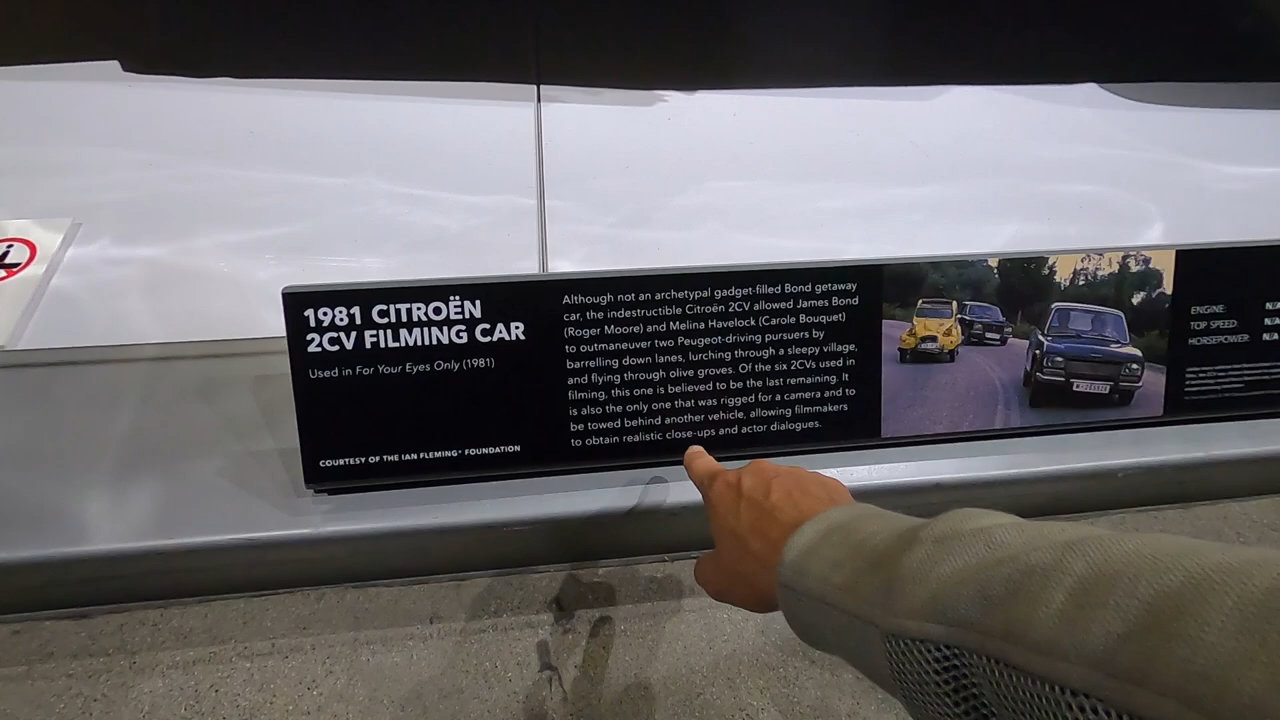 1981 CITROËN
2CV FILMING CAR
Used in For Your Eyes Only (1981)
COURTESY OF THE IAN FLEMING® FOUNDATION
Although not an archetypal gadget-filled Bond getaway
car, the indestructible Citroën 2CV allowed James Bond
(Roger Moore) and Melina Havelock (Carole Bouquet)
to outmaneuver two Peugeot-driving pursuers by
barrelling down lanes, lurching through a sleepy village,
and flying through olive groves. Of the six 2CVs used in
filming, this one is believed to be the last remaining. It
is also the only one that was rigged for a camera and to
be towed behind another vehicle, allowing filmmakers
to obtain realistic close-ups and actor dialogues.
ENGINE: N/A
TOP SPEED: N/A
HORSEPOWER: N/A